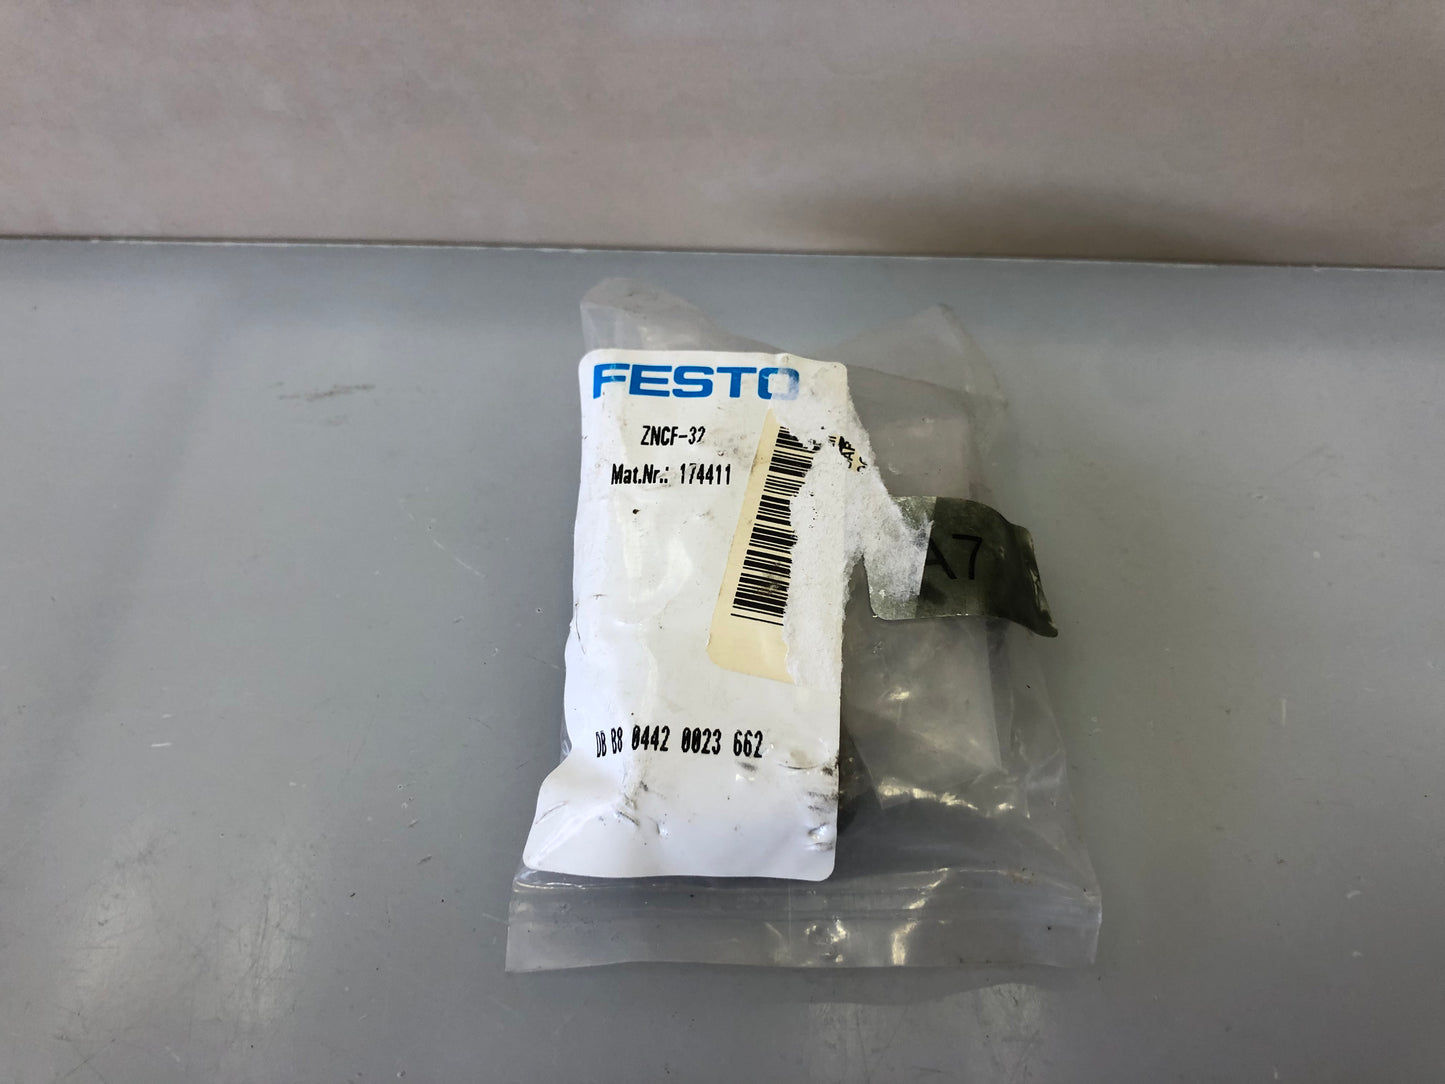 FESTO
ZNCF-32
Mat.Nr.: 174411
A7
DB B8 0442 0023 662